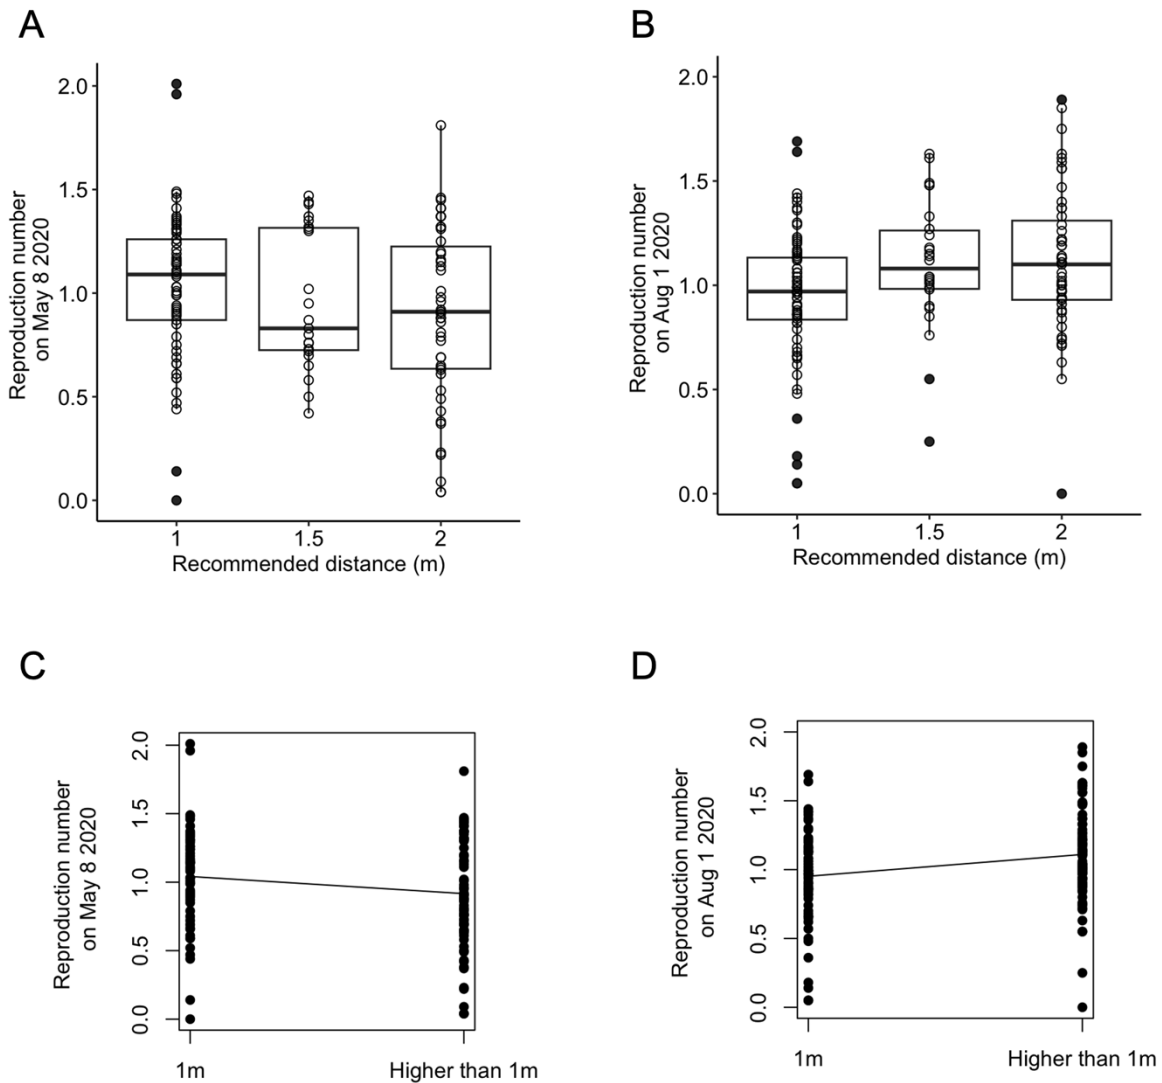 A
Reproduction number
on May 8 2020
2.0
1.5
1.0
0.5
0.0
1
1.5
2
Recommended distance (m)
B
Reproduction number
on Aug 1 2020
2.0
1.5
1.0
0.5
0.0
1
1.5
2
Recommended distance (m)
C
Reproduction number
on May 8 2020
2.0
1.5
1.0
0.5
0.0
1m
Higher than 1m
D
Reproduction number
on Aug 1 2020
2.0
1.5
1.0
0.5
0.0
1m
Higher than 1m